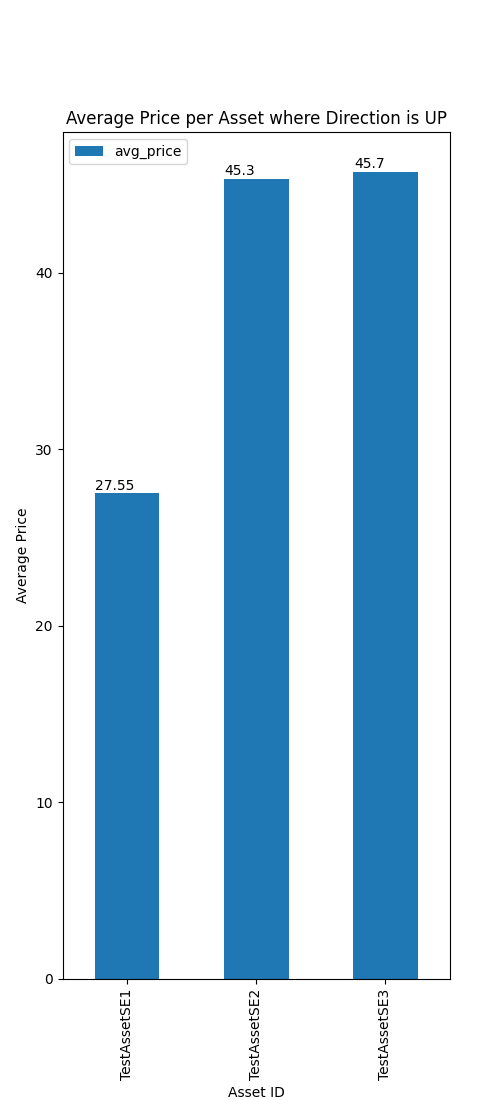 Average Price per Asset where Direction is UP
avg_price
45.3
45.7
27.55
40
30
20
10
0
Average Price
TestAssetSE1
TestAssetSE2
TestAssetSE3
Asset ID